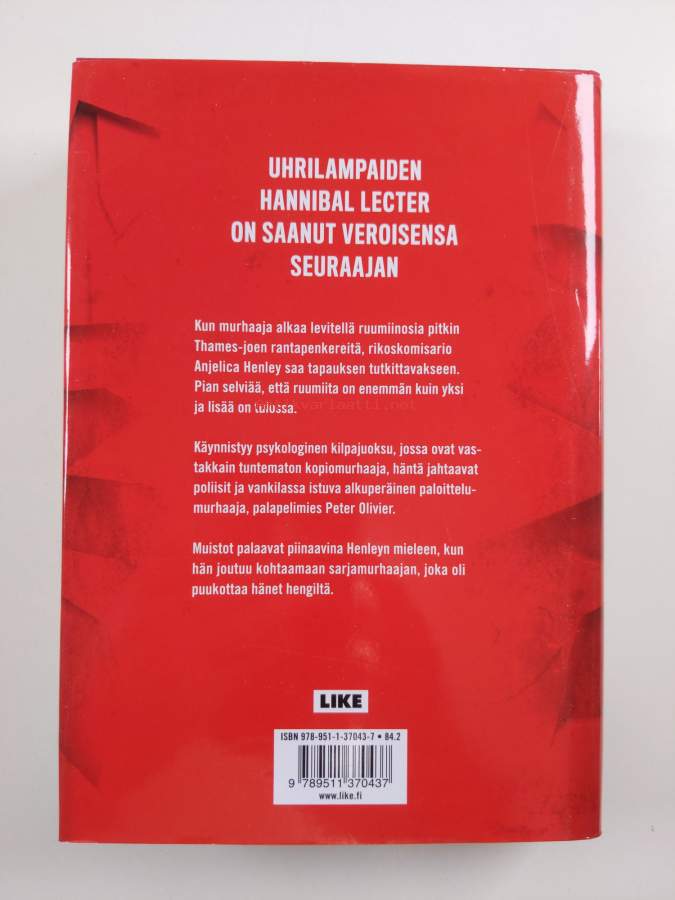 UHRILAMPAIDEN
HANNIBAL LECTER
ON SAANUT VEROISENSA
SEURAAJAN
Kun murhaaja alkaa levitellä ruumiinosia pitkin
Thames-joen rantapenkereitä, rikoskomisario
Anjelica Henley saa tapauksen tutkittavakseen.
Pian selviää, että ruumiita on enemmän kuin yksi
ja lisää on tulossa.
Käynnistyy psykologinen kilpajuoksu, jossa ovat vas-
takkain tuntematon kopiomurhaaja, häntä jahtaavat
poliisit ja vankilassa istuva alkuperäinen paloittelu-
murhaaja, palapelimies Peter Olivier.
Muistot palaavat piinaavina Henleyn mieleen, kun
hän joutuu kohtaamaan sarjamurhaajan, joka oli
puukottaa hänet hengiltä.
LIKE
ISBN 978-951-1-37043-7 • 84.2
9 789511 370437
www.like.fi